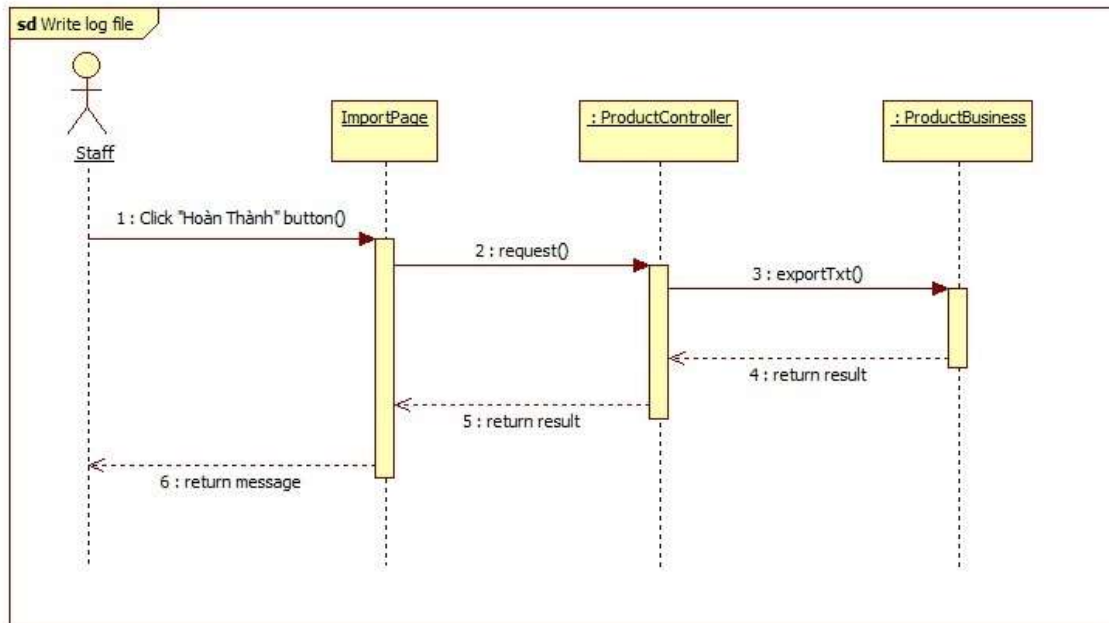 sd Write log file
Staff
ImportPage
: ProductController
: ProductBusiness
1 : Click "Hoàn Thành" button()
2 : request()
3 : exportTxt()
4 : return result
5 : return result
6 : return message